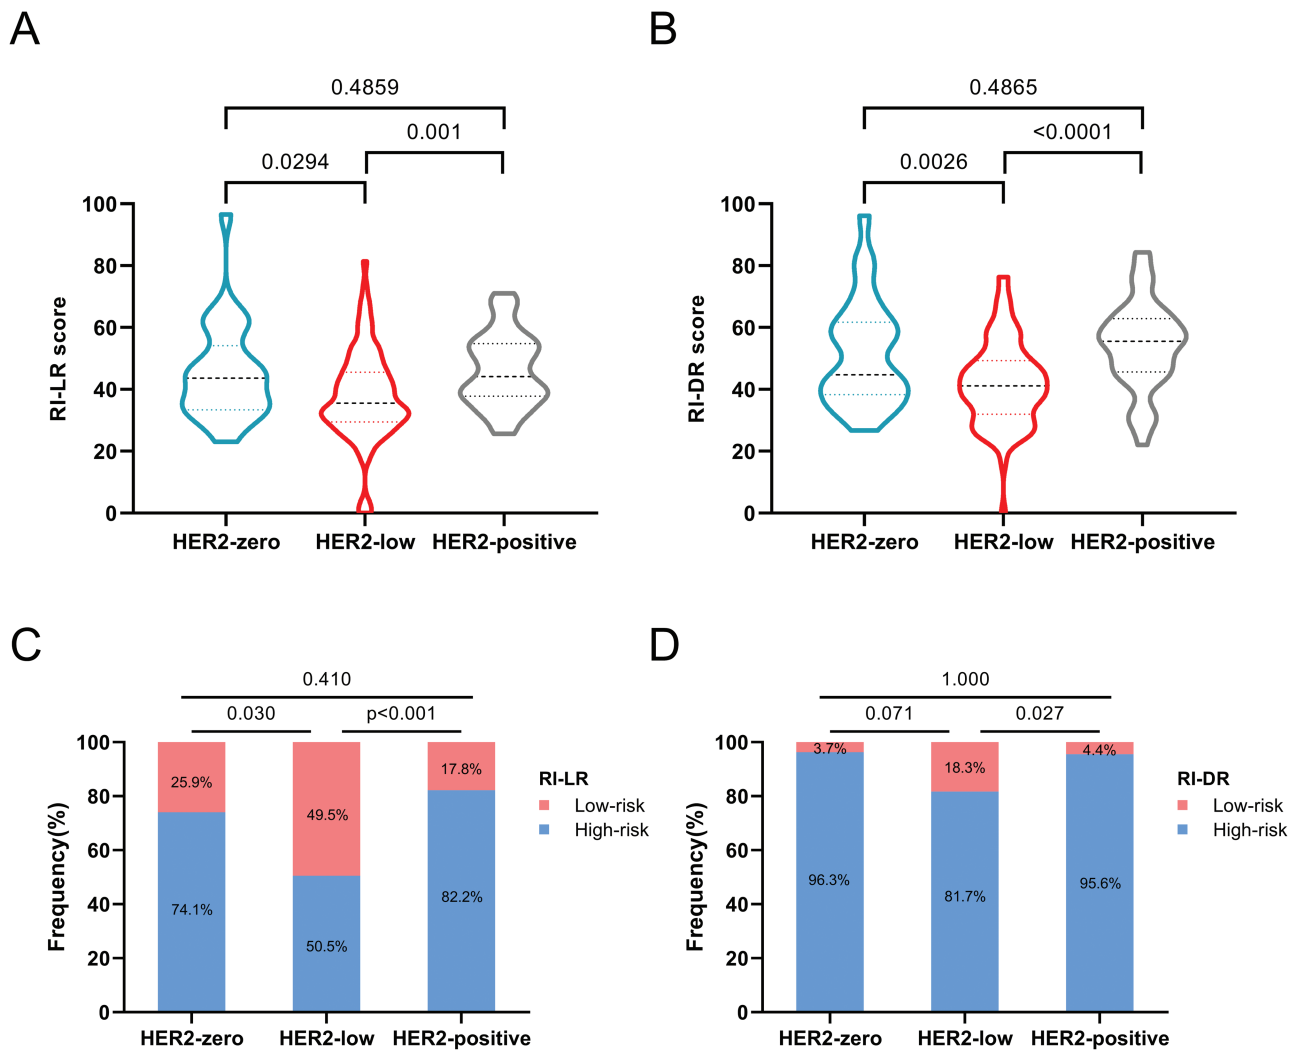 A
0.4859
0.001
0.0294
RI-LR score
100
80
60
40
20
0
HER2-zero HER2-low HER2-positive
B
0.4865
<0.0001
0.0026
RI-DR score
100
80
60
40
20
0
HER2-zero HER2-low HER2-positive
C
0.410
0.030 p<0.001
Frequency(%)
100
80
60
40
20
0
25.9% 49.5% 17.8%
74.1% 50.5% 82.2%
HER2-zero HER2-low HER2-positive
RI-LR
Low-risk
High-risk
D
1.000
0.071 0.027
Frequency(%)
100
80
60
40
20
0
3.7% 18.3% 4.4%
96.3% 81.7% 95.6%
HER2-zero HER2-low HER2-positive
RI-DR
Low-risk
High-risk